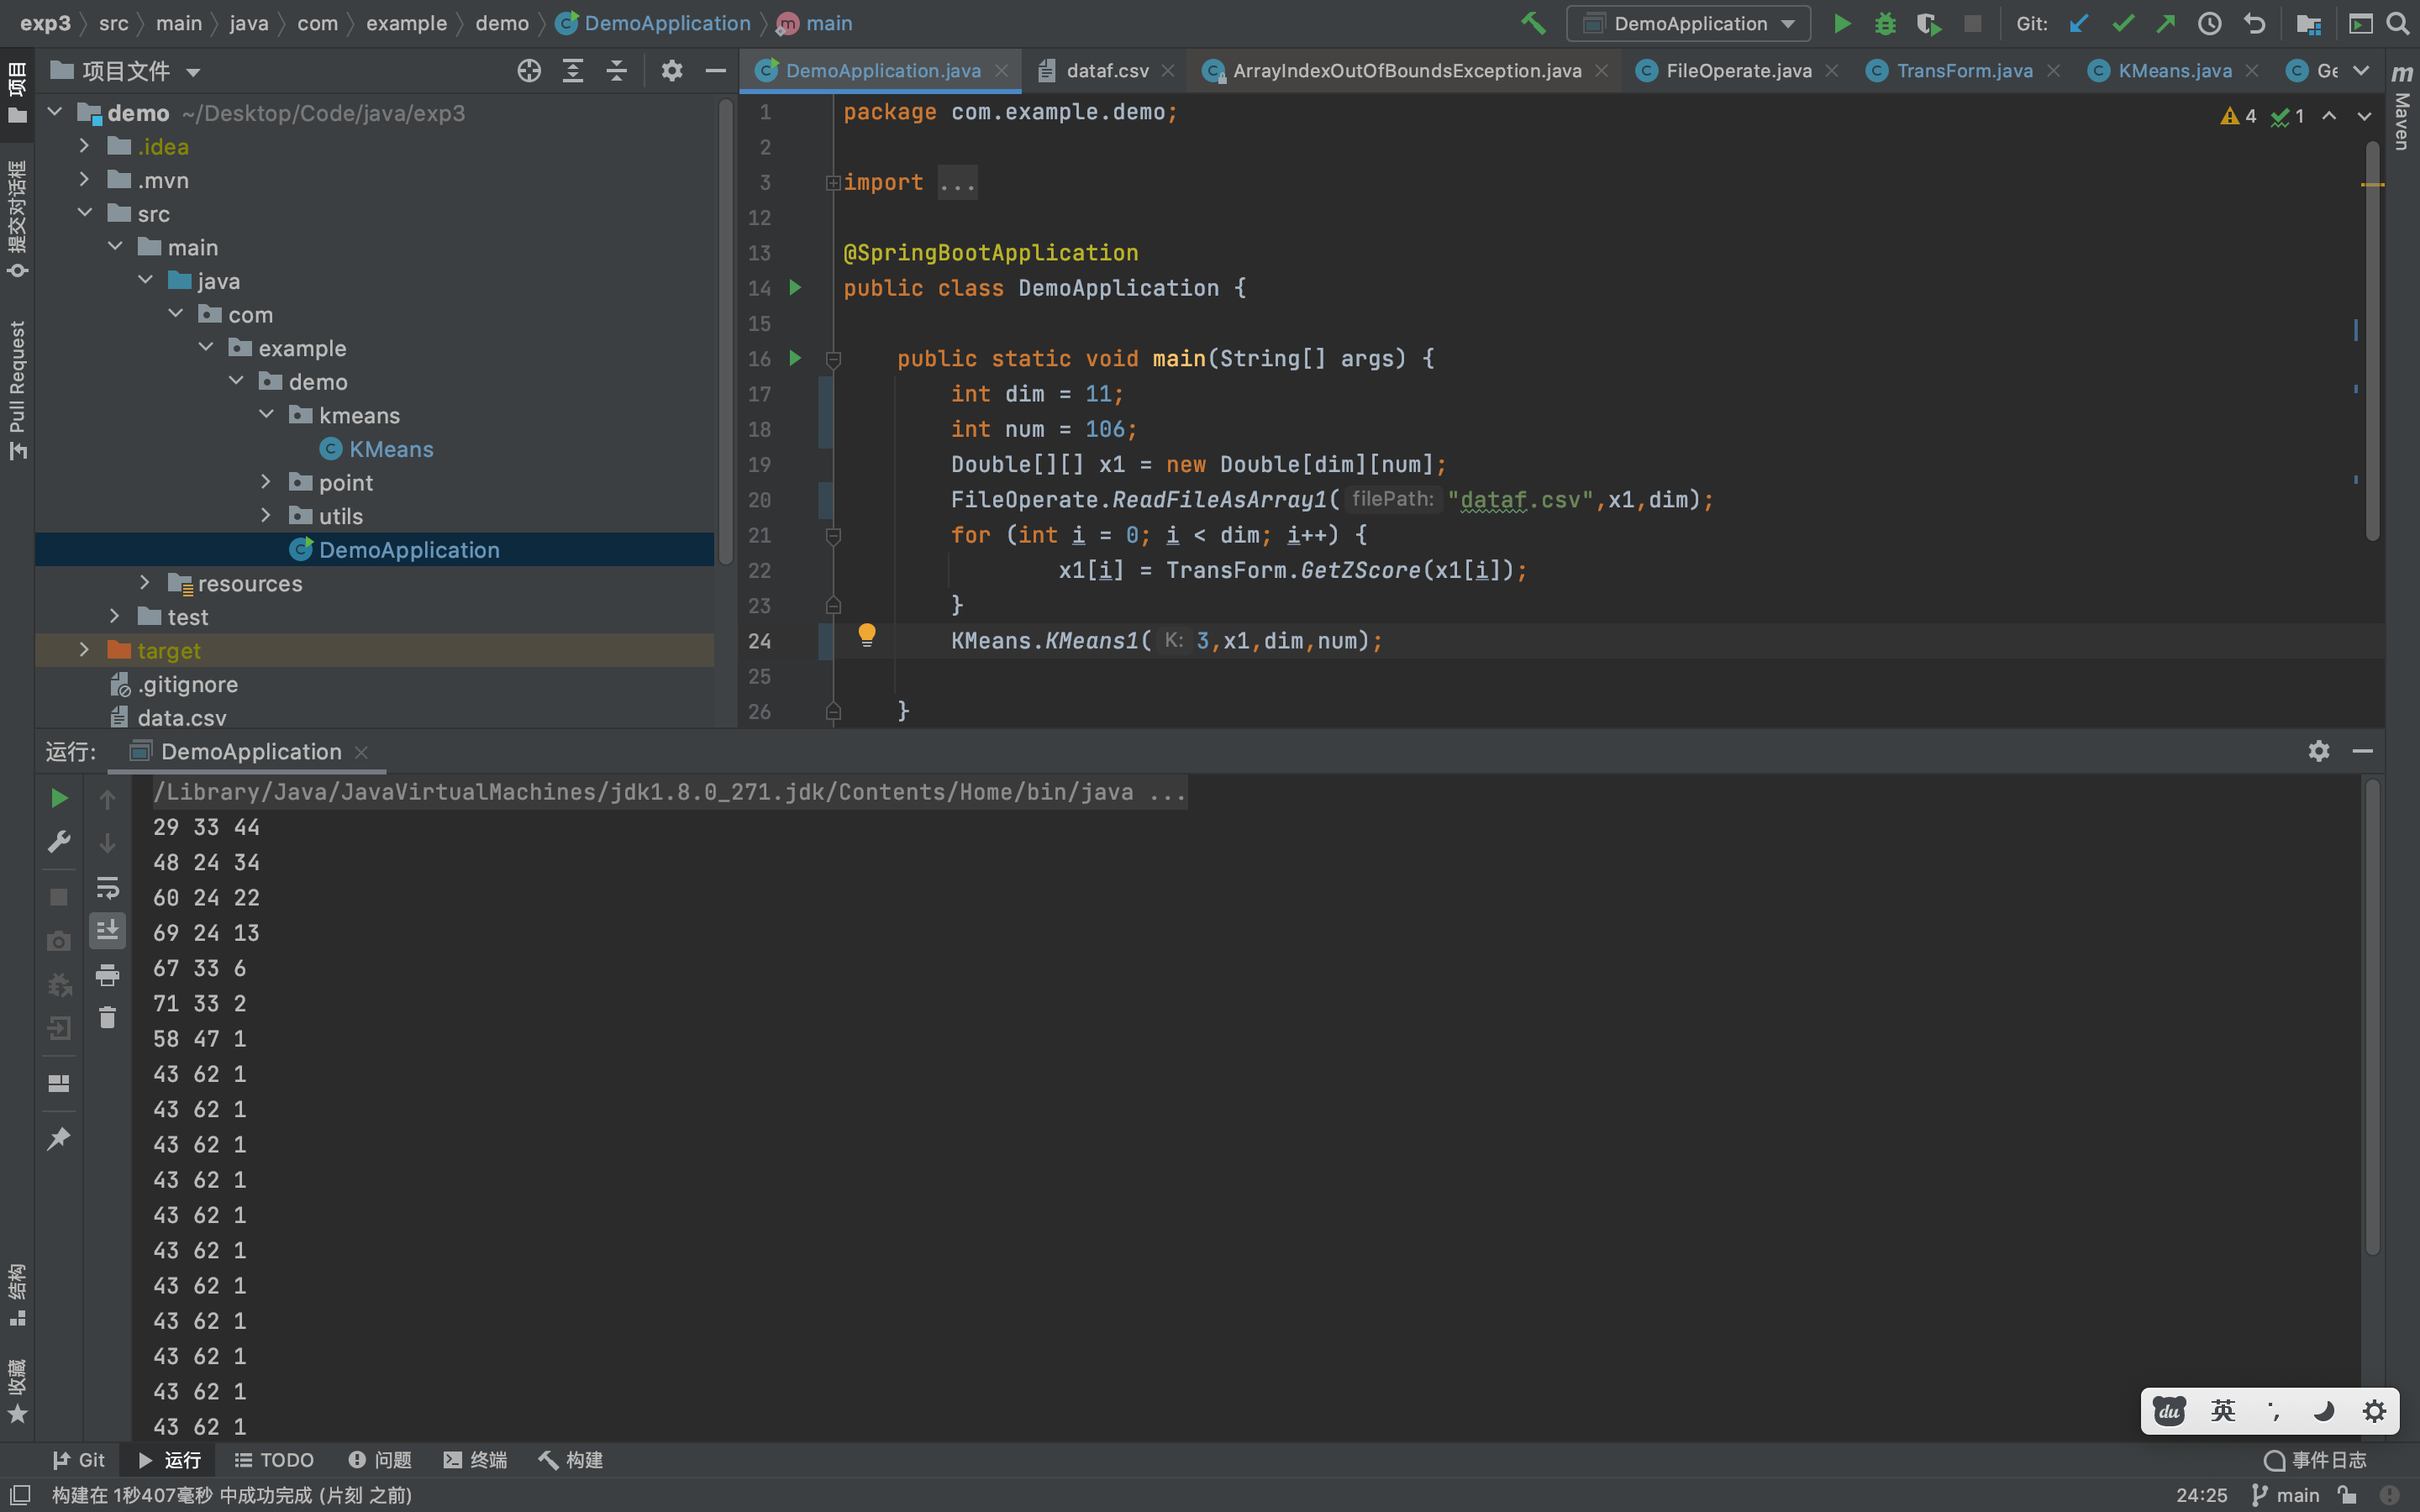 exp3 src main java com example demo DemoApplication main DemoApplication Git:
项目文件
DemoApplication.java dataf.csv ArrayIndexOutOfBoundsException.java FileOperate.java TransForm.java KMeans.java Ge
项目
提交对话框
Pull Request
结构
收藏
m Maven
demo ~/Desktop/Code/java/exp3
.idea
.mvn
src
main
java
com
example
demo
kmeans
KMeans
point
utils
DemoApplication
resources
test
target
.gitignore
data.csv
4 1
1 package com.example.demo;
2
3 import ...
12
13 @SpringBootApplication
14 public class DemoApplication {
15
16 public static void main(String[] args) {
17 int dim = 11;
18 int num = 106;
19 Double[][] x1 = new Double[dim][num];
20 FileOperate.ReadFileAsArray1( filePath: "dataf.csv",x1,dim);
21 for (int i = 0; i < dim; i++) {
22 x1[i] = TransForm.GetZScore(x1[i]);
23 }
24 KMeans.KMeans1( K: 3,x1,dim,num);
25
26 }
运行: DemoApplication
/Library/Java/JavaVirtualMachines/jdk1.8.0_271.jdk/Contents/Home/bin/java ...
29 33 44
48 24 34
60 24 22
69 24 13
67 33 6
71 33 2
58 47 1
43 62 1
43 62 1
43 62 1
43 62 1
43 62 1
43 62 1
43 62 1
43 62 1
43 62 1
43 62 1
43 62 1
du 英 ',
Git 运行 TODO 问题 终端 构建 事件日志
构建在 1秒407毫秒 中成功完成 (片刻 之前) 24:25 main